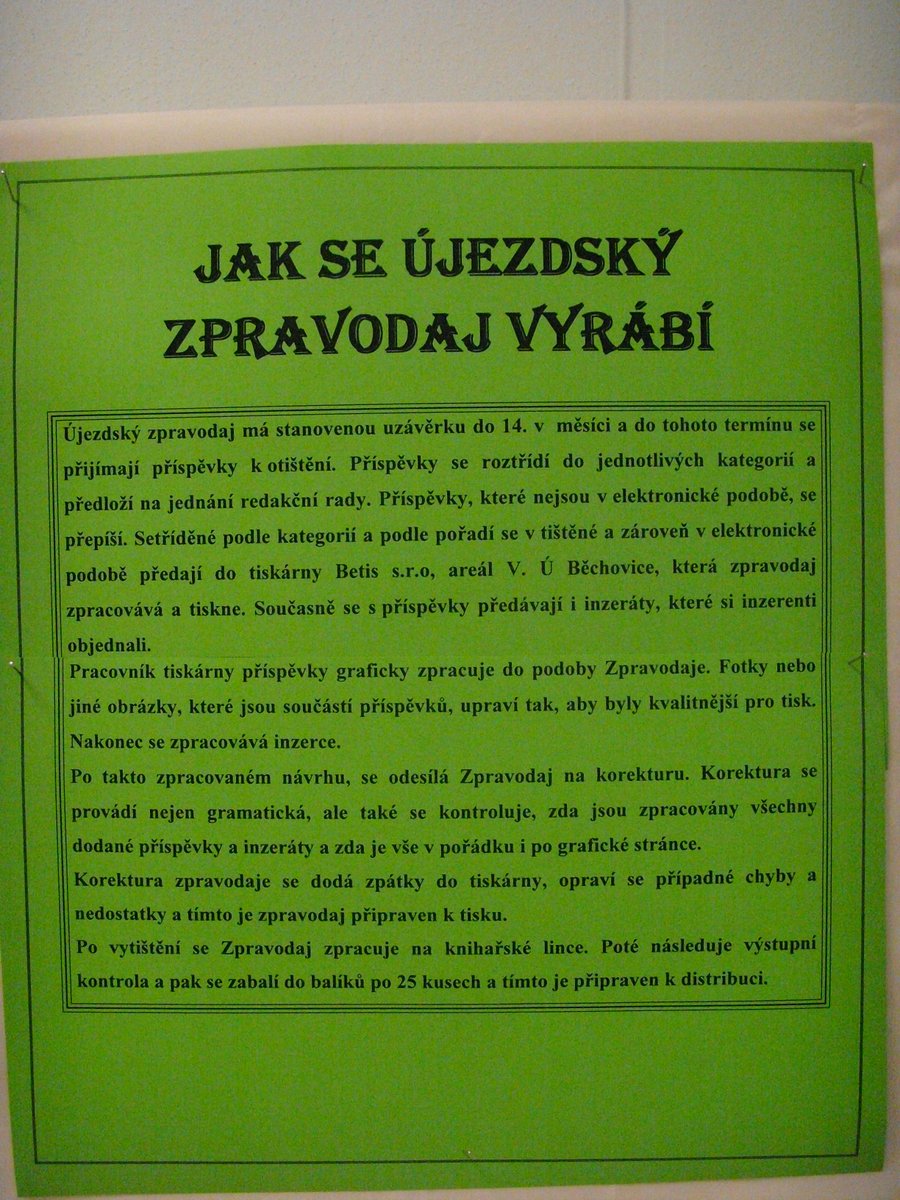 JAK SE ÚJEZDSKÝ
ZPRAVODAJ VYRÁBÍ
Újezdský zpravodaj má stanovenou uzávěrku do 14. v měsíci a do tohoto termínu se
přijímají příspěvky k otištění. Příspěvky se roztřídí do jednotlivých kategorií a
předloží na jednání redakční rady. Příspěvky, které nejsou v elektronické podobě, se
přepíší. Setříděné podle kategorií a podle pořadí se v tištěné a zároveň v elektronické
podobě předají do tiskárny Betis s.r.o, areál V. Ú Běchovice, která zpravodaj
zpracovává a tiskne. Současně se s příspěvky předávají i inzeráty, které si inzerenti
objednali.
Pracovník tiskárny příspěvky graficky zpracuje do podoby Zpravodaje. Fotky nebo
jiné obrázky, které jsou součástí příspěvků, upraví tak, aby byly kvalitnější pro tisk.
Nakonec se zpracovává inzerce.
Po takto zpracovaném návrhu, se odesílá Zpravodaj na korekturu. Korektura se
provádí nejen gramatická, ale také se kontroluje, zda jsou zpracovány všechny
dodané příspěvky a inzeráty a zda je vše v pořádku i po grafické stránce.
Korektura zpravodaje se dodá zpátky do tiskárny, opraví se případné chyby a
nedostatky a tímto je zpravodaj připraven k tisku.
Po vytištění se Zpravodaj zpracuje na knihařské lince. Poté následuje výstupní
kontrola a pak se zabalí do balíků po 25 kusech a tímto je připraven k distribuci.